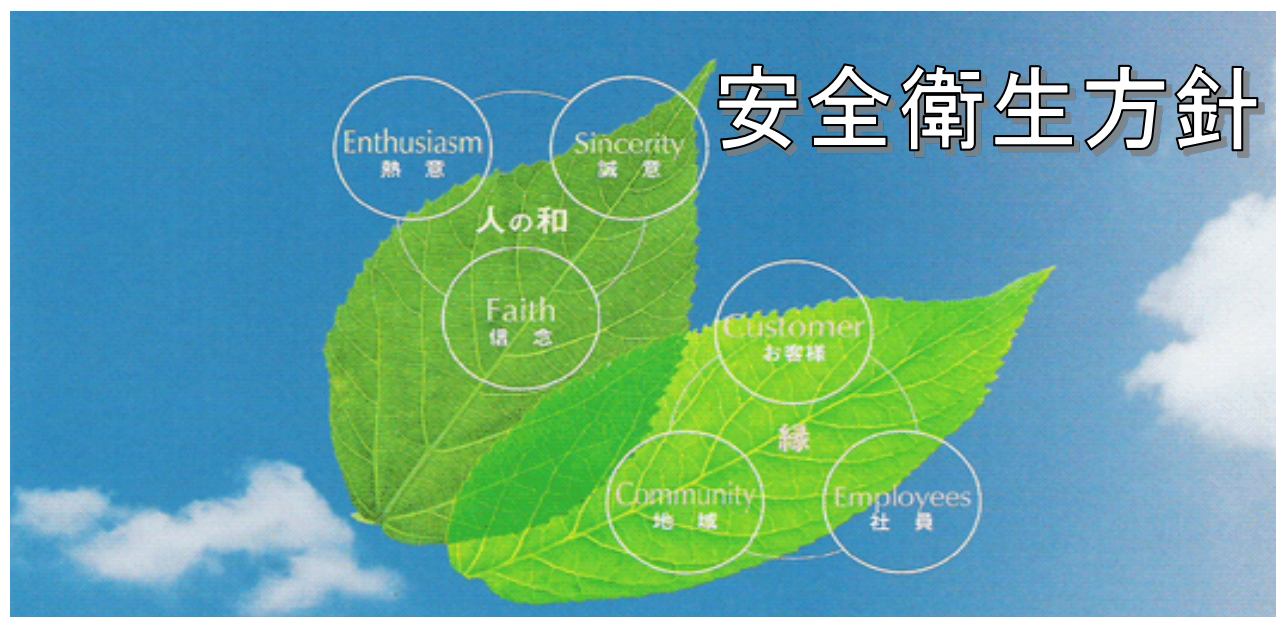 安全衛生方針
Enthusiasm
熱 意
Sincerity
誠 意
人の和
Faith
信 念
Customer
お客様
縁
Community
地 域
Employees
社 員